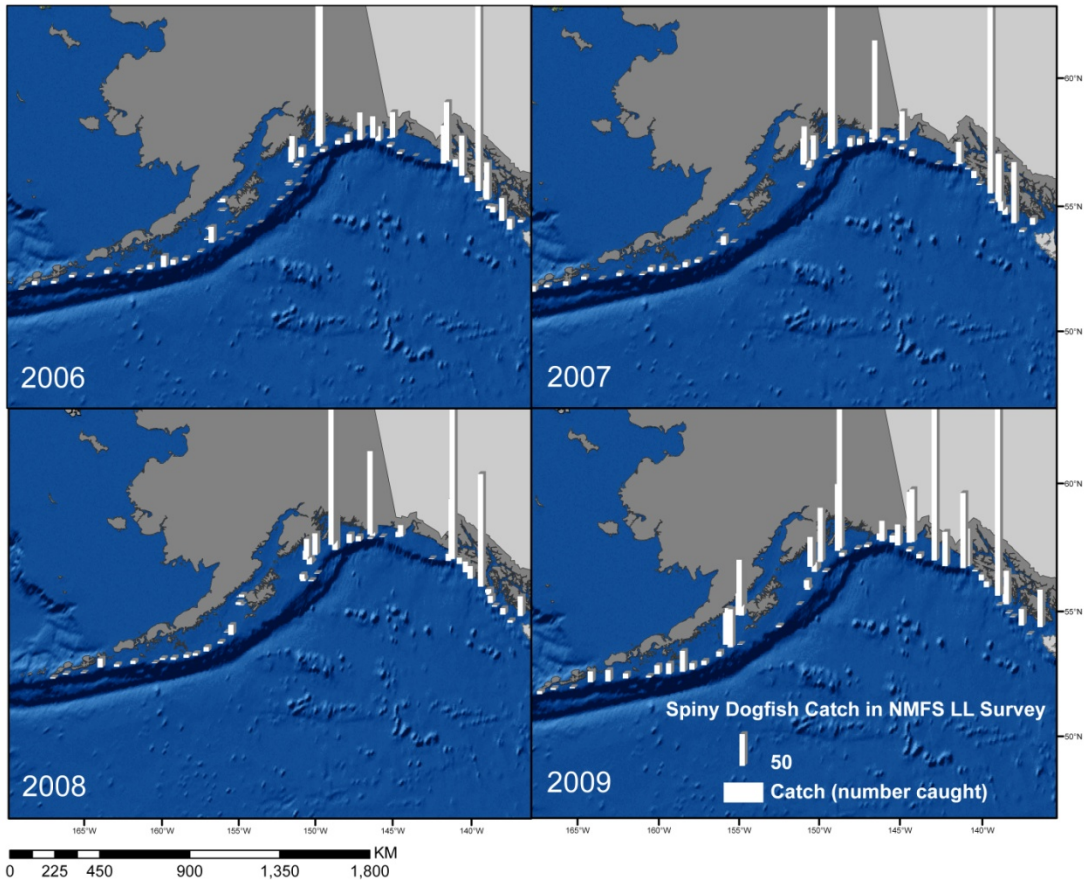 60°N
55°N
2006
2007
60°N
55°N
Spiny Dogfish Catch in NMFS LL Survey
50
Catch (number caught)
50°N
2008
2009
165°W 160°W 155°W 150°W 145°W 140°W 165°W 160°W 155°W 150°W 145°W 140°W
KM
0 225 450 900 1,350 1,800